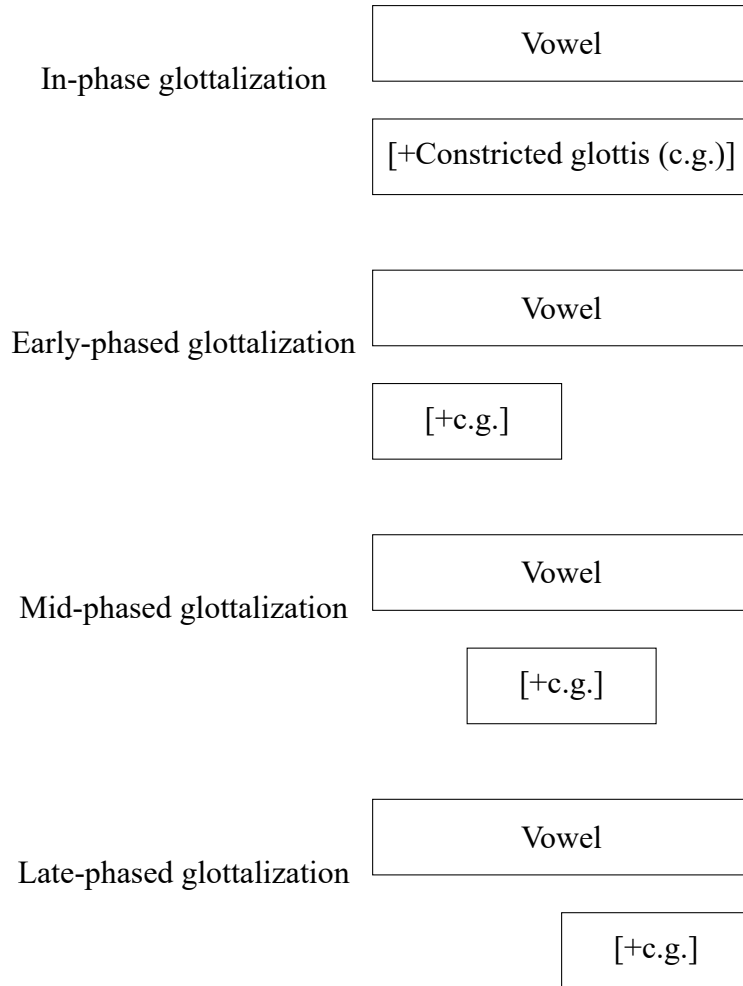 Vowel
In-phase glottalization
[+Constricted glottis (c.g.)]
Vowel
Early-phased glottalization
[+c.g.]
Vowel
Mid-phased glottalization
[+c.g.]
Vowel
Late-phased glottalization
[+c.g.]